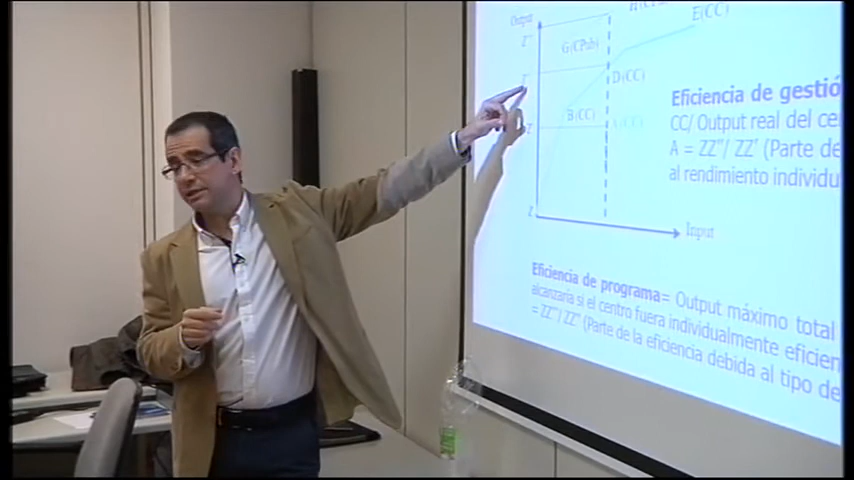 Output
E(CC)
G(CPub)
D(CC)
B(CC)
Z
Input
Eficiencia de gestió
CC/ Output real del ce
A = ZZ"/ ZZ' (Parte de
al rendimiento individua
Eficiencia de programa= Output máximo total
alcanzaría si el centro fuera individualmente eficien
=ZZ"'/ ZZ" (Parte de la eficiencia debida al tipo de